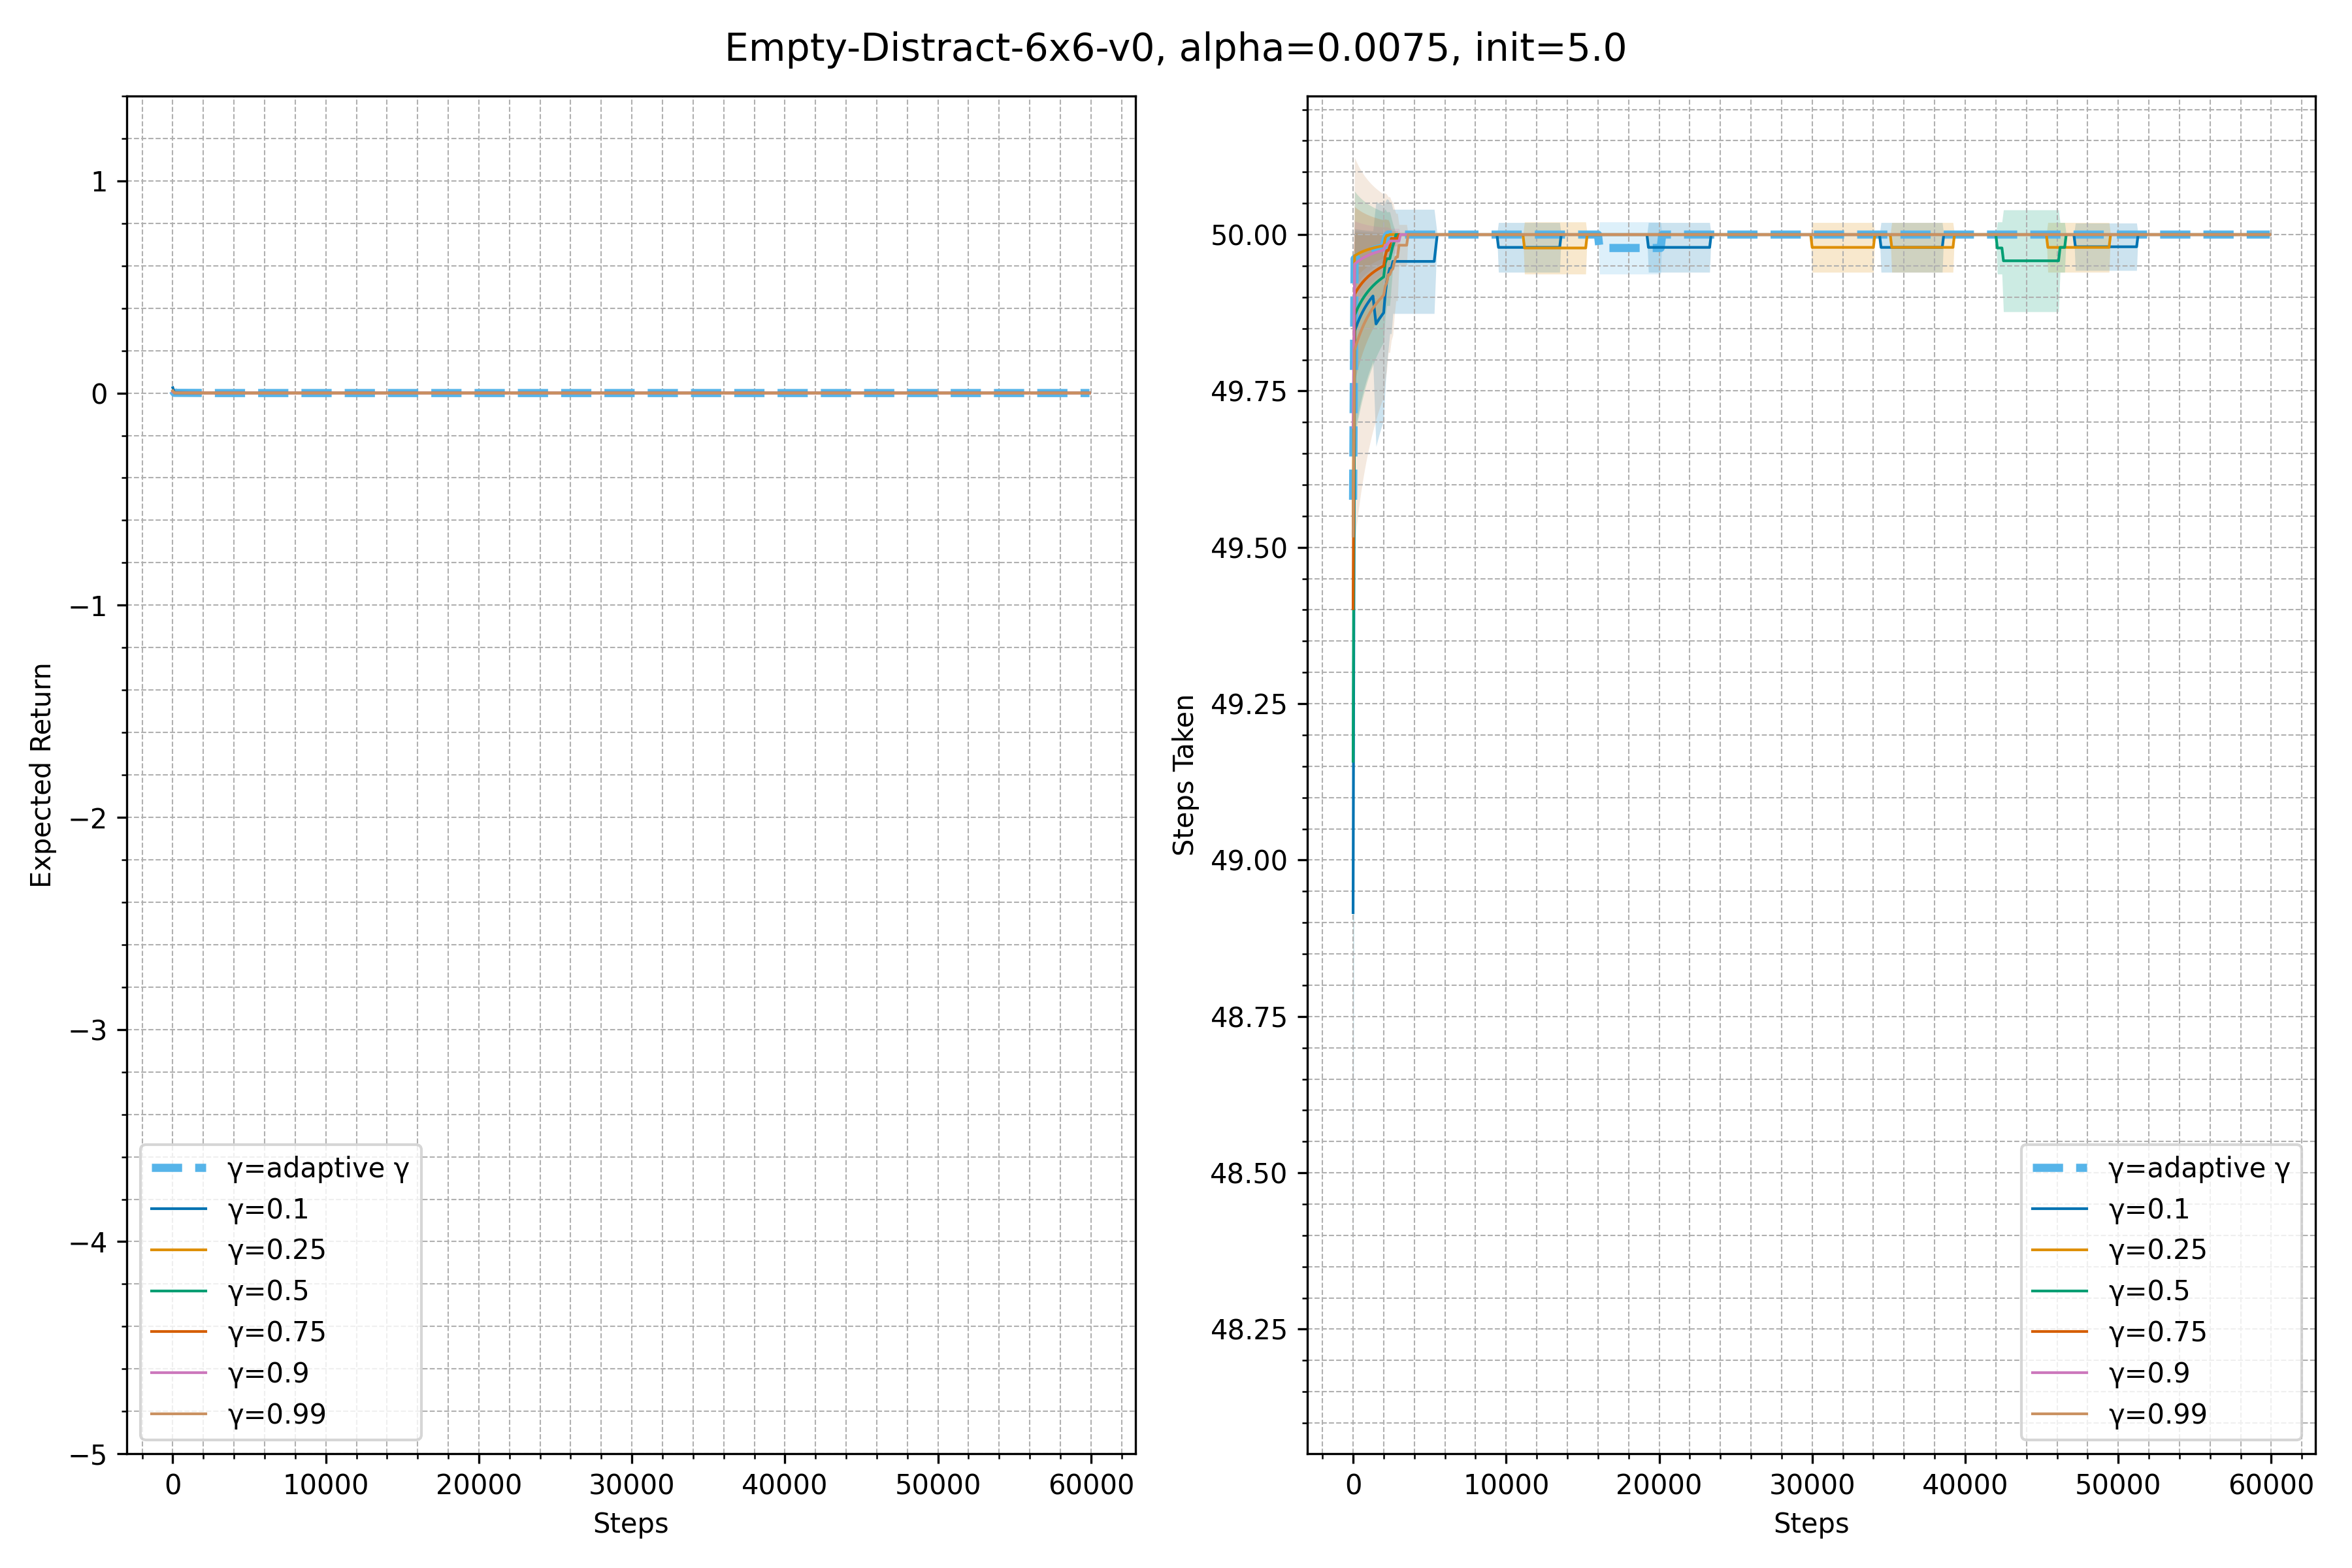 Empty-Distract-6x6-v0, alpha=0.0075, init=5.0
Expected Return
1
0
−1
−2
−3
−4
−5
γ=adaptive γ
γ=0.1
γ=0.25
γ=0.5
γ=0.75
γ=0.9
γ=0.99
0 10000 20000 30000 40000 50000 60000
Steps
Steps Taken
50.00
49.75
49.50
49.25
49.00
48.75
48.50
48.25
γ=adaptive γ
γ=0.1
γ=0.25
γ=0.5
γ=0.75
γ=0.9
γ=0.99
0 10000 20000 30000 40000 50000 60000
Steps